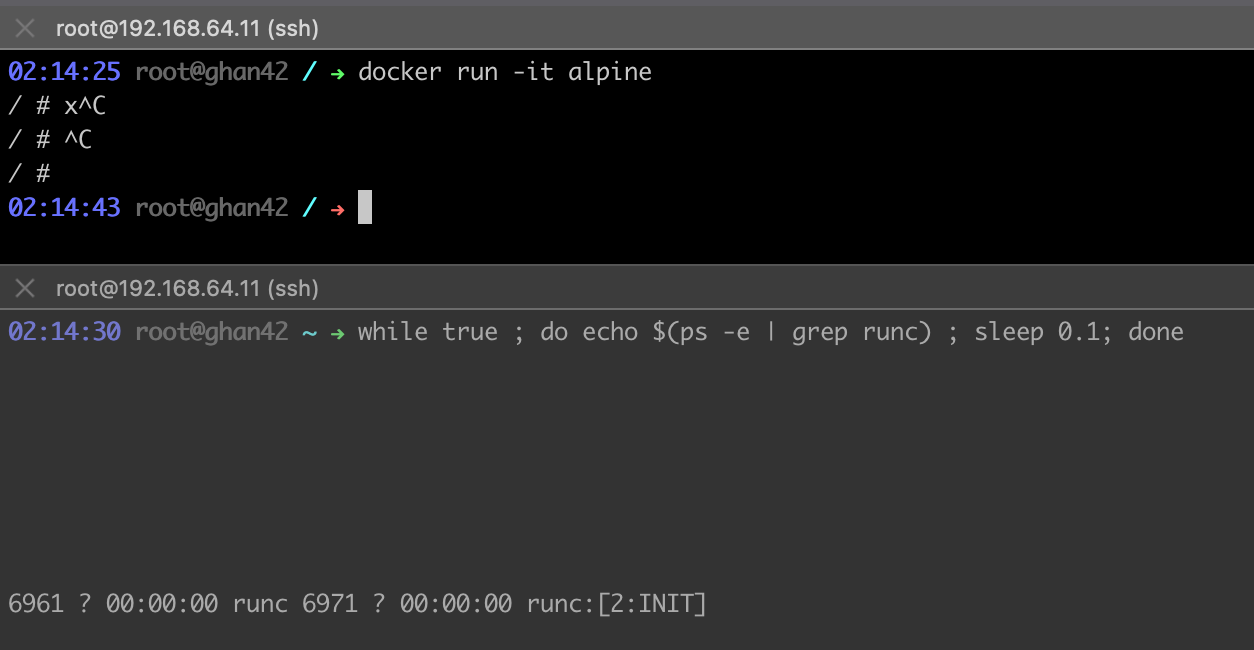 root@192.168.64.11 (ssh)
02:14:25 root@ghan42 / → docker run -it alpine
/ # x^C
/ # ^C
/ #
02:14:43 root@ghan42 / →
root@192.168.64.11 (ssh)
02:14:30 root@ghan42 ~ → while true ; do echo $(ps -e | grep runc) ; sleep 0.1; done
6961 ? 00:00:00 runc 6971 ? 00:00:00 runc:[2:INIT]